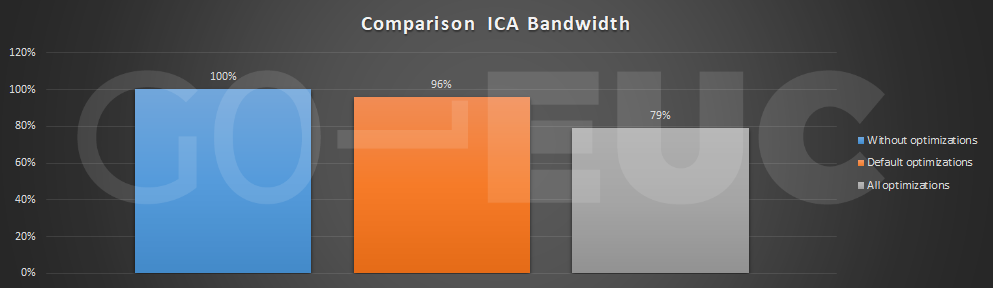 Comparison ICA Bandwidth
120%
100%
80%
60%
40%
20%
0%
100%
96%
79%
Without optimizations
Default optimizations
All optimizations
GO-EUC